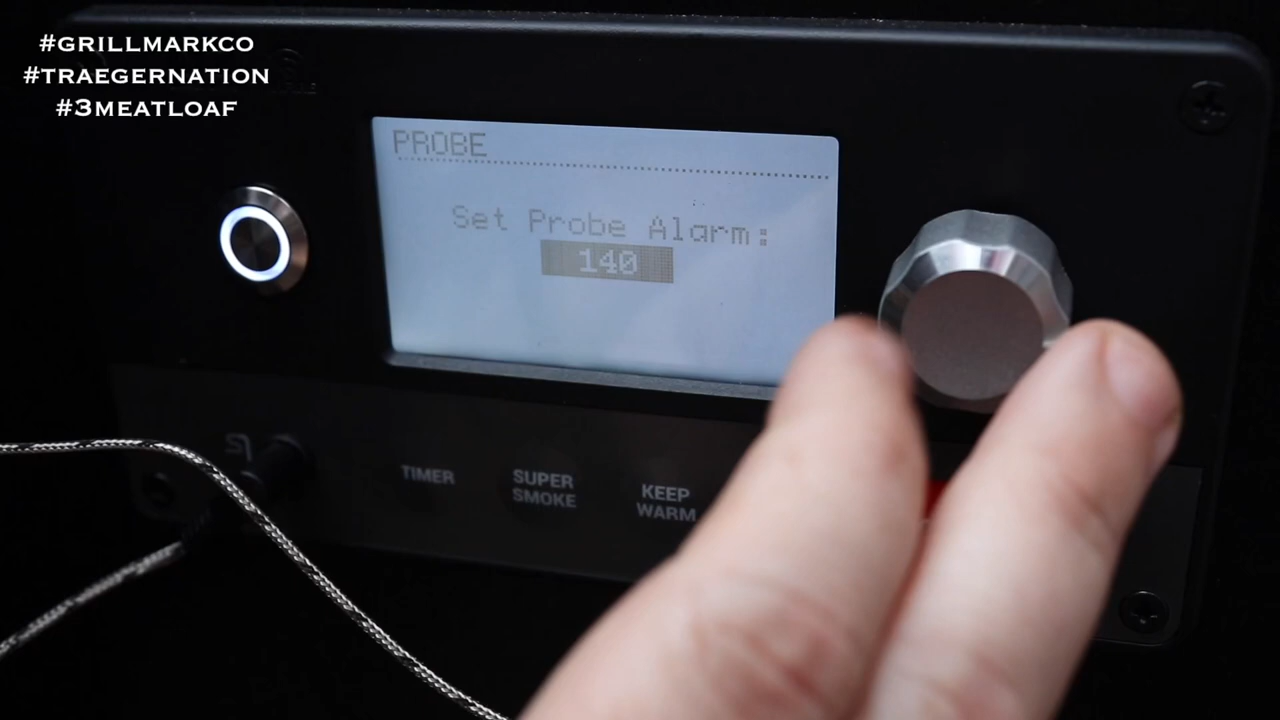 #GRILLMARKCO
#TRAEGERNATION
#3MEATLOAF
PROBE
Set Probe Alarm:
140
TIMER
SUPER
SMOKE
KEEP
WARM